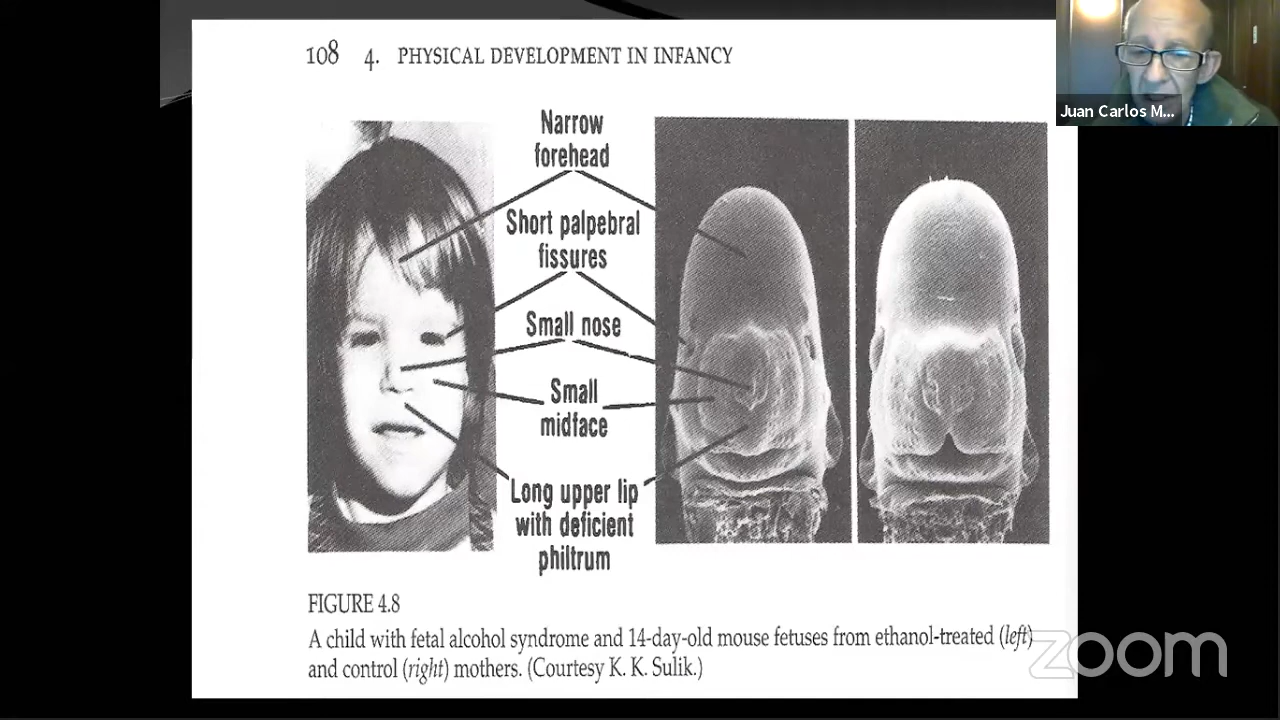 108 4. PHYSICAL DEVELOPMENT IN INFANCY
Juan Carlos M...
Narrow
forehead
Short palpebral
fissures
Small nose
Small
midface
Long upper lip
with deficient
philtrum
FIGURE 4.8
A child with fetal alcohol syndrome and 14-day-old mouse fetuses from ethanol-treated (left)
and control (right) mothers. (Courtesy K. K. Sulik.)
zoom